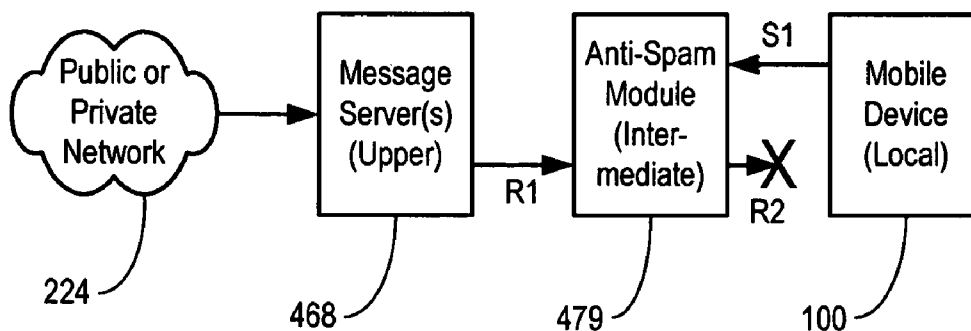 Public or
Private
Network
Message
Server(s)
(Upper)
R1
Anti-Spam
Module
(Inter-
mediate)
S1
X
R2
Mobile
Device
(Local)
224
468
479
100